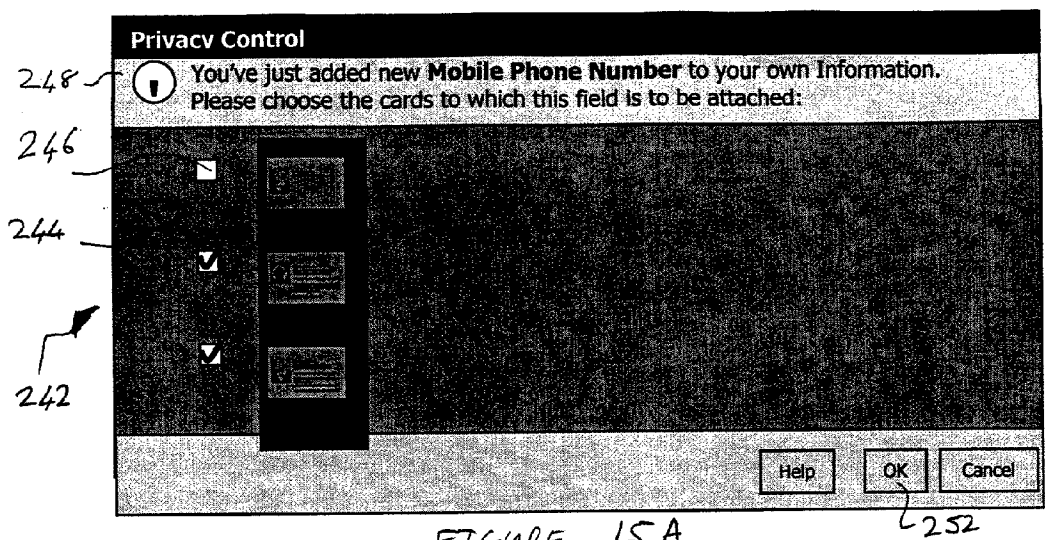 Privacy Control
248
You've just added new Mobile Phone Number to your own Information.
Please choose the cards to which this field is to be attached:
246
244
242
Help
OK
Cancel
252
FIGURE 15A